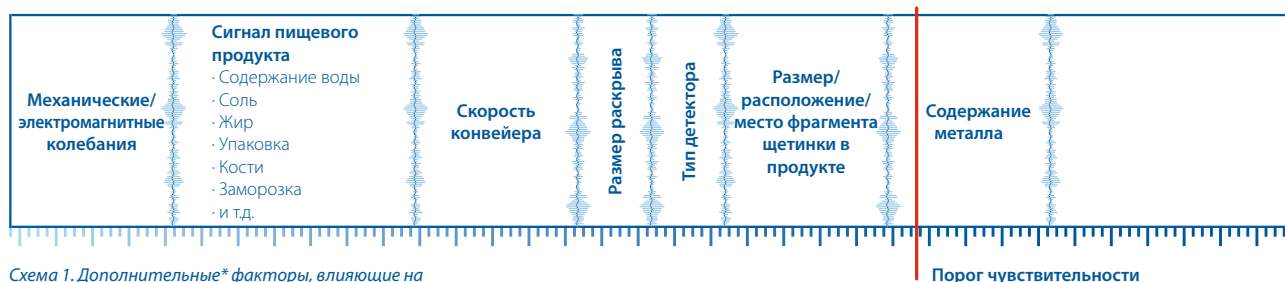 Механические/
электромагнитные
колебания
Сигнал пищевого
продукта
· Содержание воды
· Соль
· Жир
· Упаковка
· Кости
· Заморозка
· и т.д.
Скорость
конвейера
Размер раскрыва
Тип детектора
Размер/
расположение/
место фрагмента
щетинки в
продукте
Содержание
металла
Схема 1. Дополнительные* факторы, влияющие на
Порог чувствительности